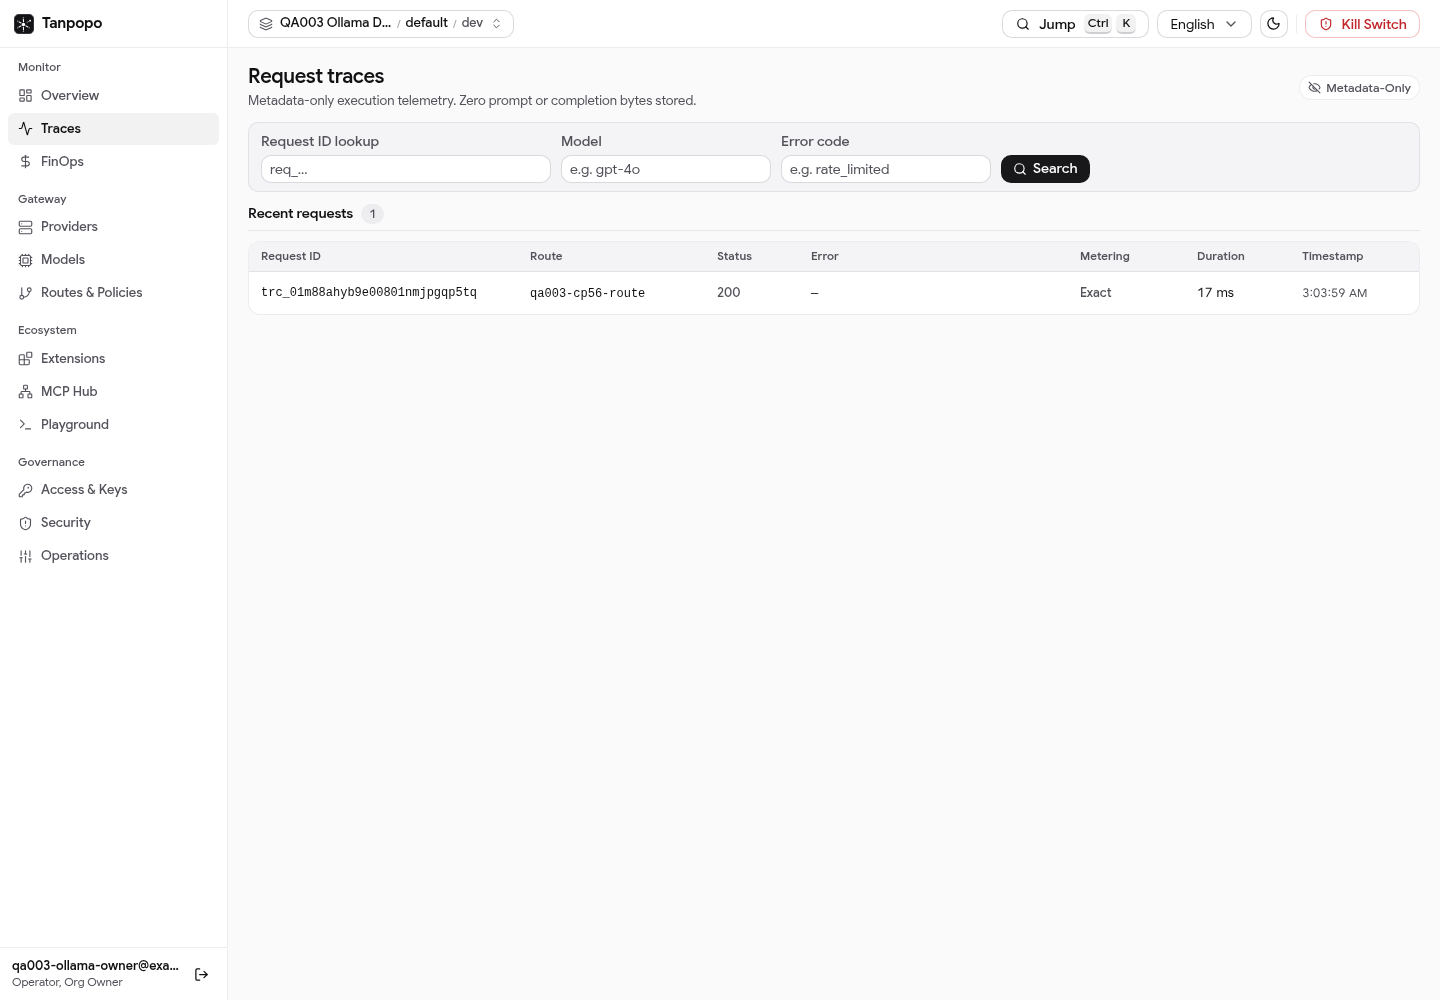 Tanpopo
QA003 Ollama D... / default / dev
Jump Ctrl K
English
Kill Switch
Monitor
Overview
Traces
FinOps
Gateway
Providers
Models
Routes & Policies
Ecosystem
Extensions
MCP Hub
Playground
Governance
Access & Keys
Security
Operations
qa003-ollama-owner@exa...
Operator, Org Owner
Request traces
Metadata-only execution telemetry. Zero prompt or completion bytes stored.
Metadata-Only
Request ID lookup Model Error code
req_... e.g. gpt-4o e.g. rate_limited Search
Recent requests 1
Request ID Route Status Error Metering Duration Timestamp
trc_01m88ahyb9e00801nmjpgqp5tq qa003-cp56-route 200 — Exact 17 ms 3:03:59 AM